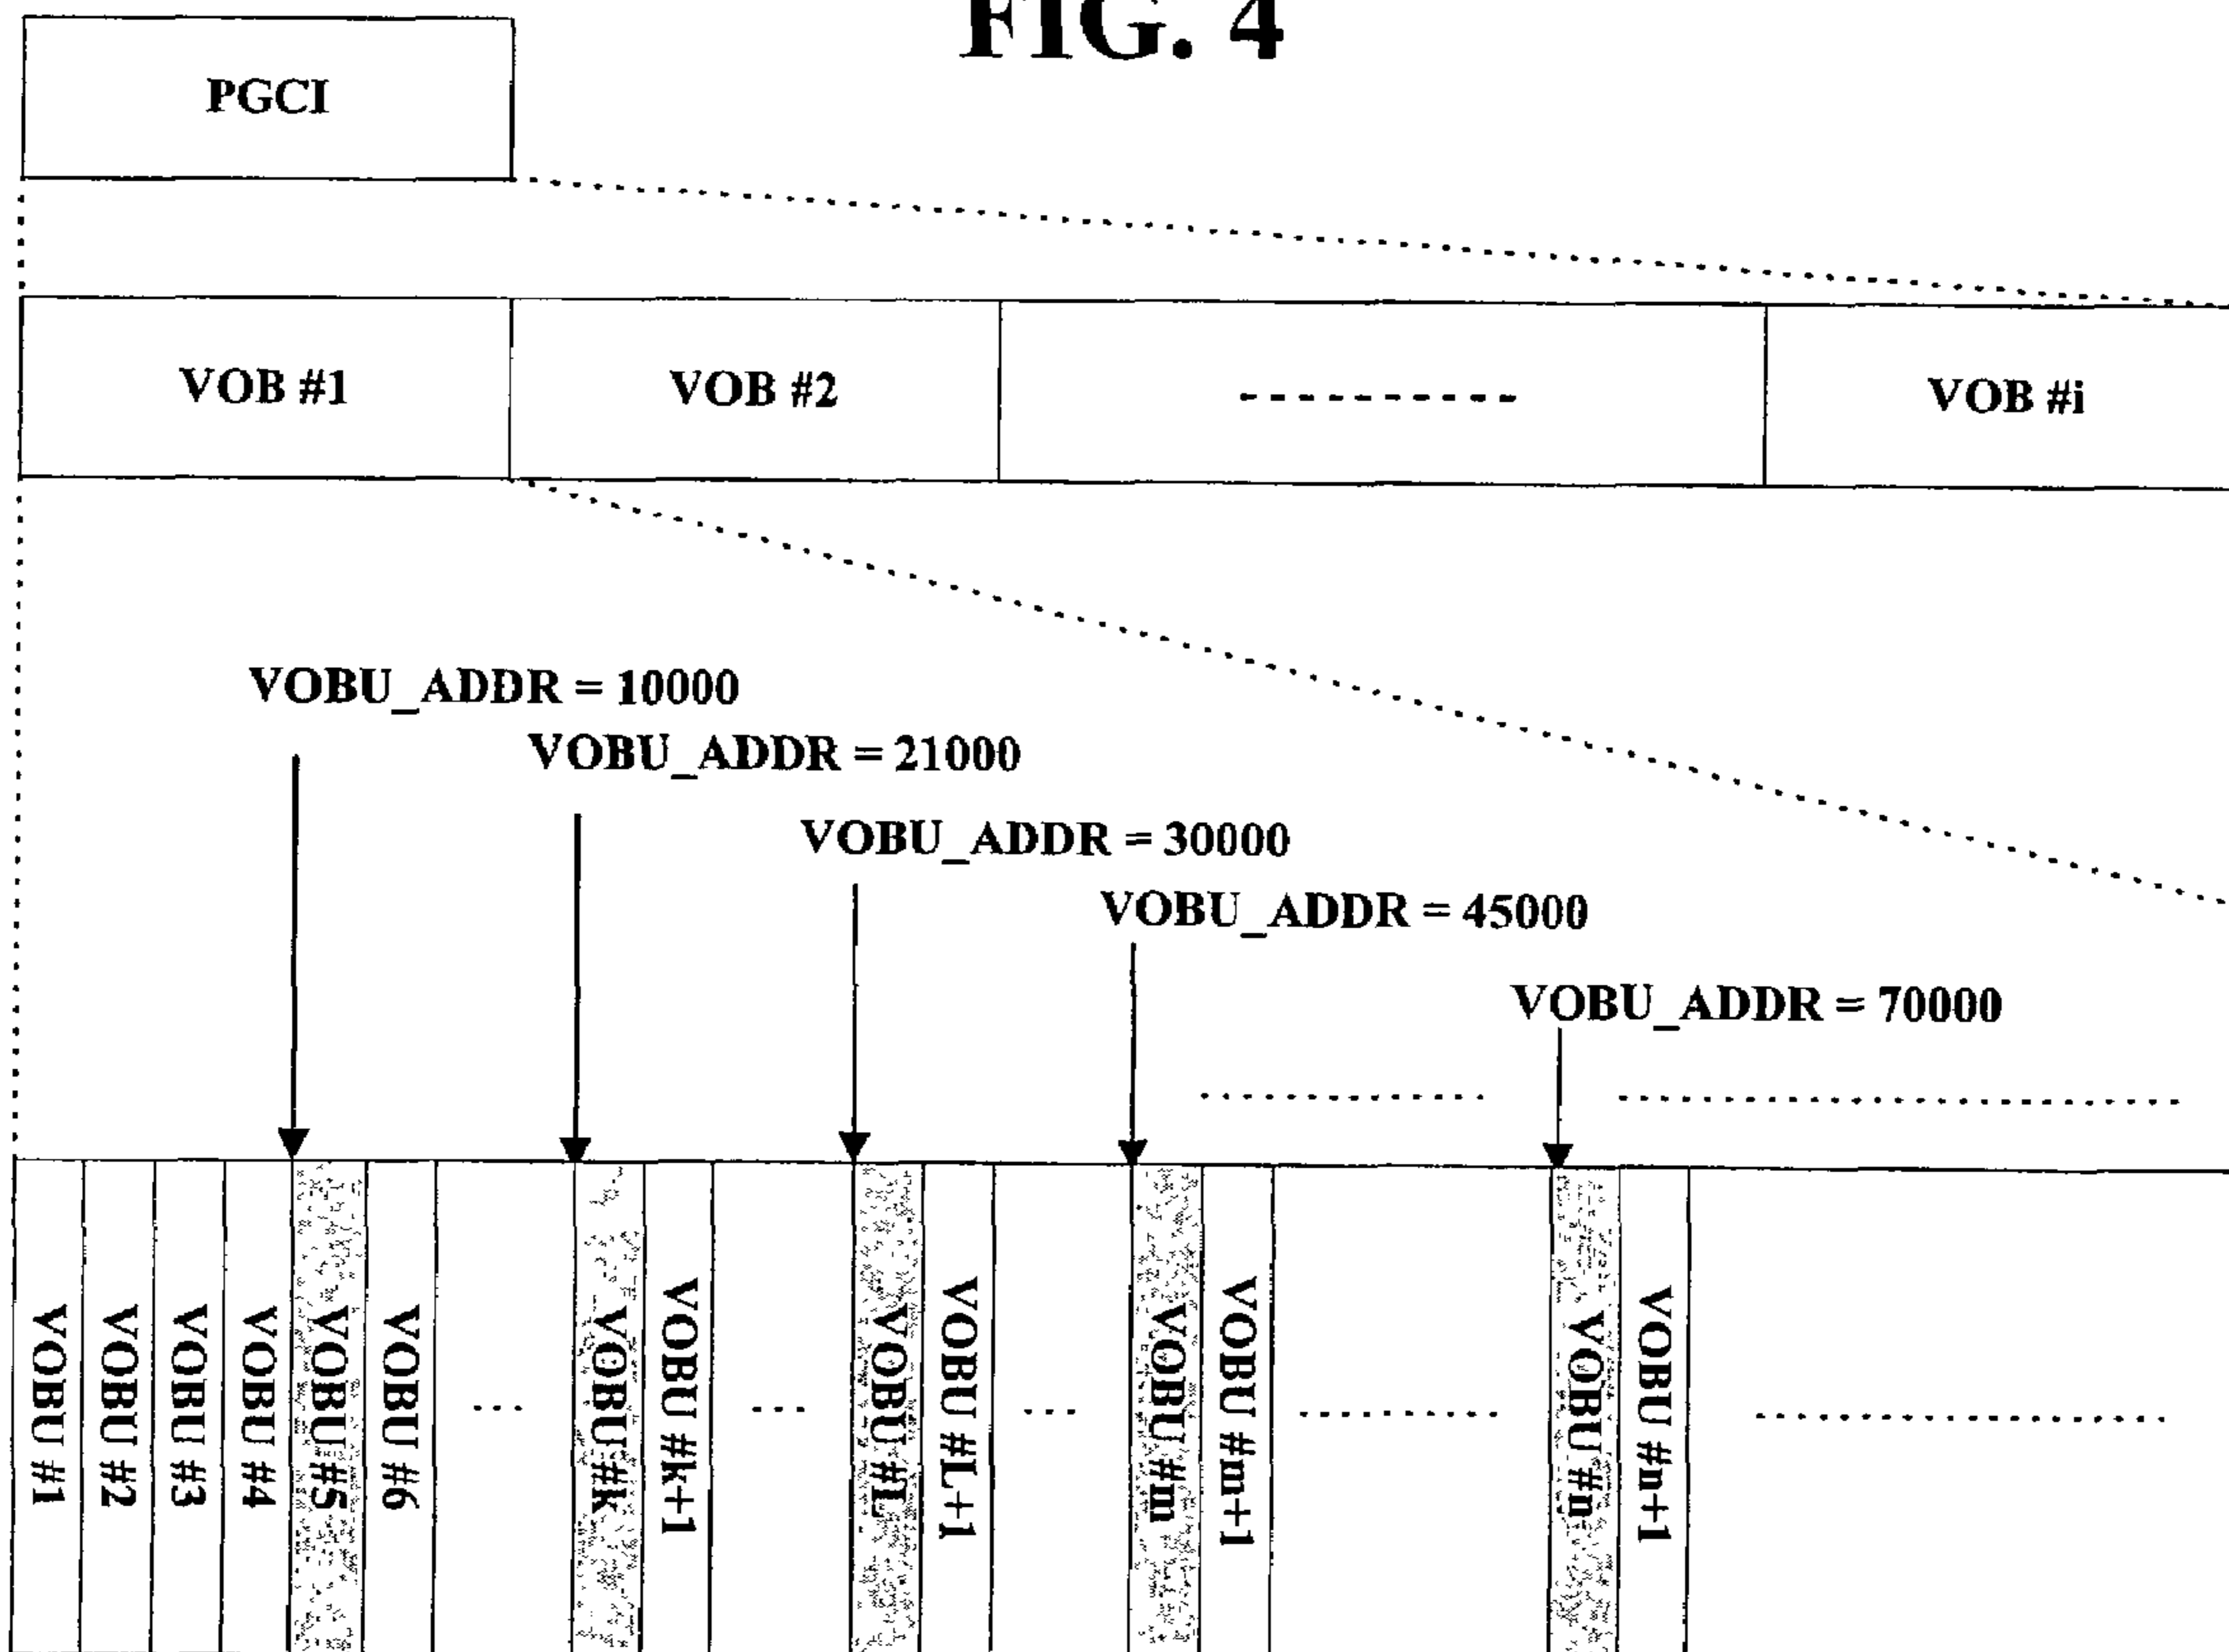 FIG. 4
PGCI
VOB #1
VOB #2
----------
VOB #i
VOBU_ADDR = 10000
VOBU_ADDR = 21000
VOBU_ADDR = 30000
VOBU_ADDR = 45000
VOBU_ADDR = 70000
VOBU #1
VOBU #2
VOBU #3
VOBU #4
VOBU #5
VOBU #6
...
VOBU #k
VOBU #k+1
...
VOBU #L
VOBU #L+1
...
VOBU #m
VOBU #m+1
VOBU #n
VOBU #n+1